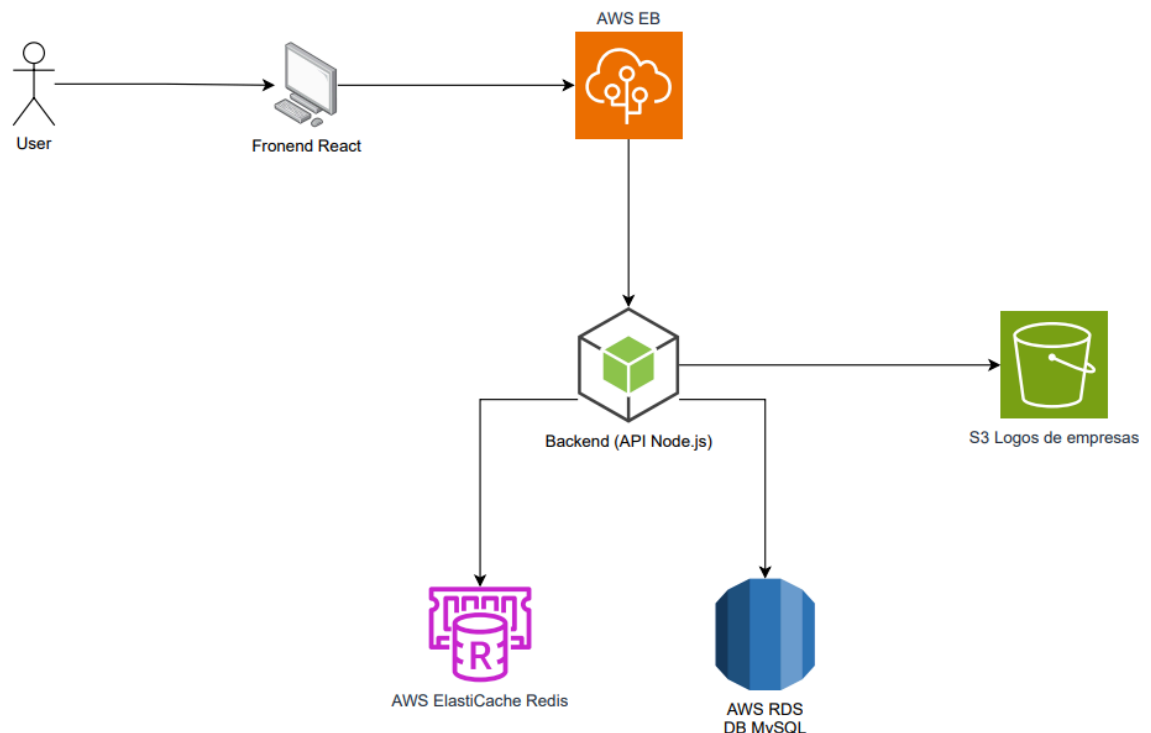 AWS EB
User
Fronend React
Backend (API Node.js)
S3 Logos de empresas
R
AWS ElastiCache Redis
AWS RDS
DB MySQL